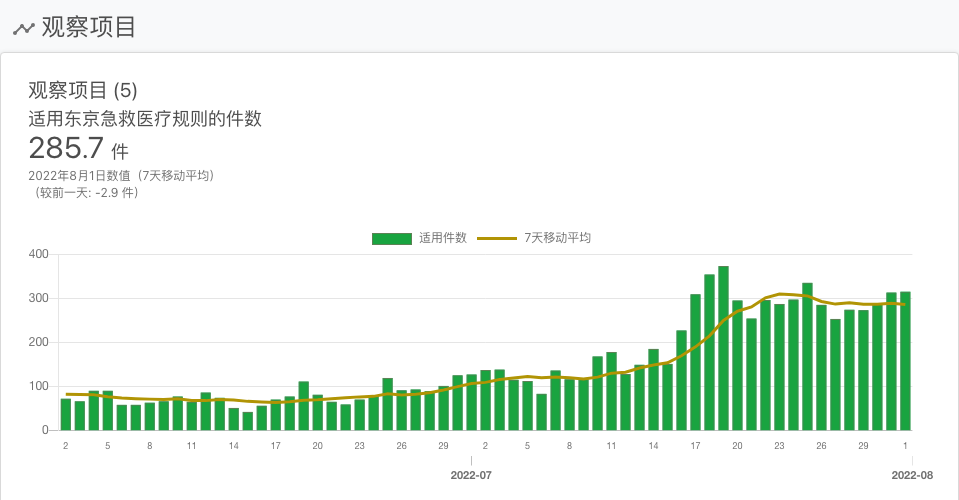 观察项目
观察项目 (5)
适用东京急救医疗规则的件数
285.7 件
2022年8月1日数值（7天移动平均）
（较前一天: -2.9 件）
适用件数 7天移动平均
400
300
200
100
0
2 5 8 11 14 17 20 23 26 29 2 5 8 11 14 17 20 23 26 29 1
2022-07 2022-08